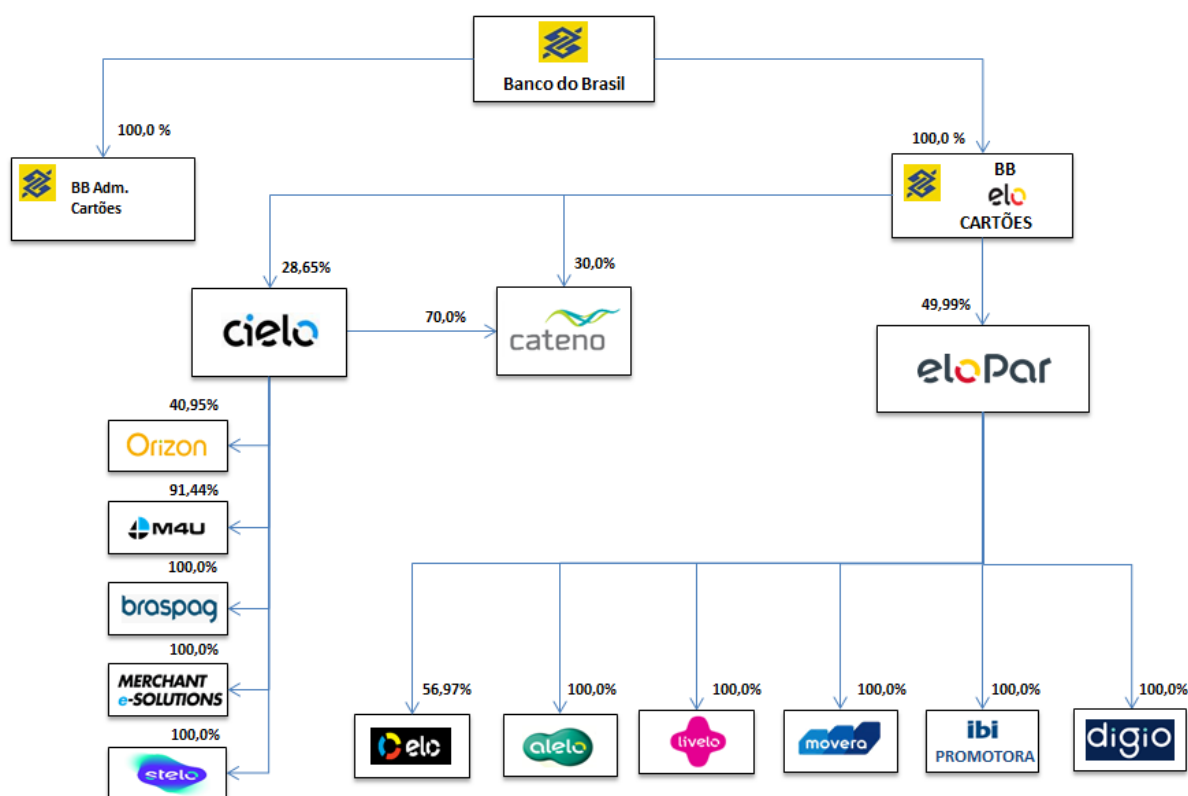 Banco do Brasil
100,0 %
100,0 %
BB Adm.
Cartões
BB
elo
CARTÕES
28,65%
30,0%
49,99%
cielo
70,0%
cateno
eloPar
40,95%
Orizon
91,44%
M4U
100,0%
braspag
100,0%
MERCHANT
e-SOLUTIONS
100,0%
stelo
56,97%
100,0%
100,0%
100,0%
100,0%
100,0%
elo
alelo
livelo
movera
ibi
PROMOTORA
digio